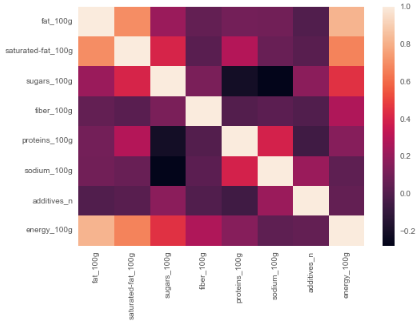 fat_100g
saturated-fat_100g
sugars_100g
fiber_100g
proteins_100g
sodium_100g
additives_n
energy_100g
fat_100g
saturated-fat_100g
sugars_100g
fiber_100g
proteins_100g
sodium_100g
additives_n
energy_100g
1.0
0.8
0.6
0.4
0.2
0.0
−0.2